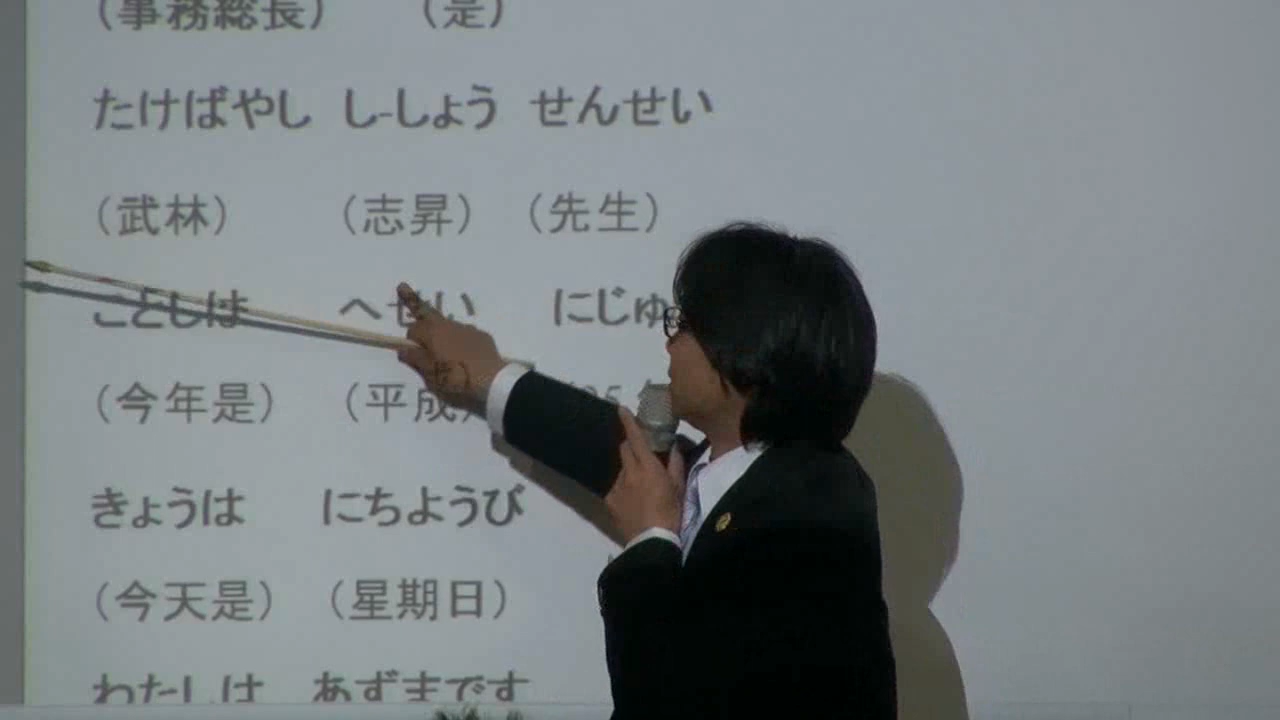 （事務総長） （是）
たけばやし し-しょう せんせい
（武林） （志昇） （先生）
ことしは へせい にじゅ
（今年是） （平成）
きょうは にちようび
（今天是） （星期日）
わたしは あずまです